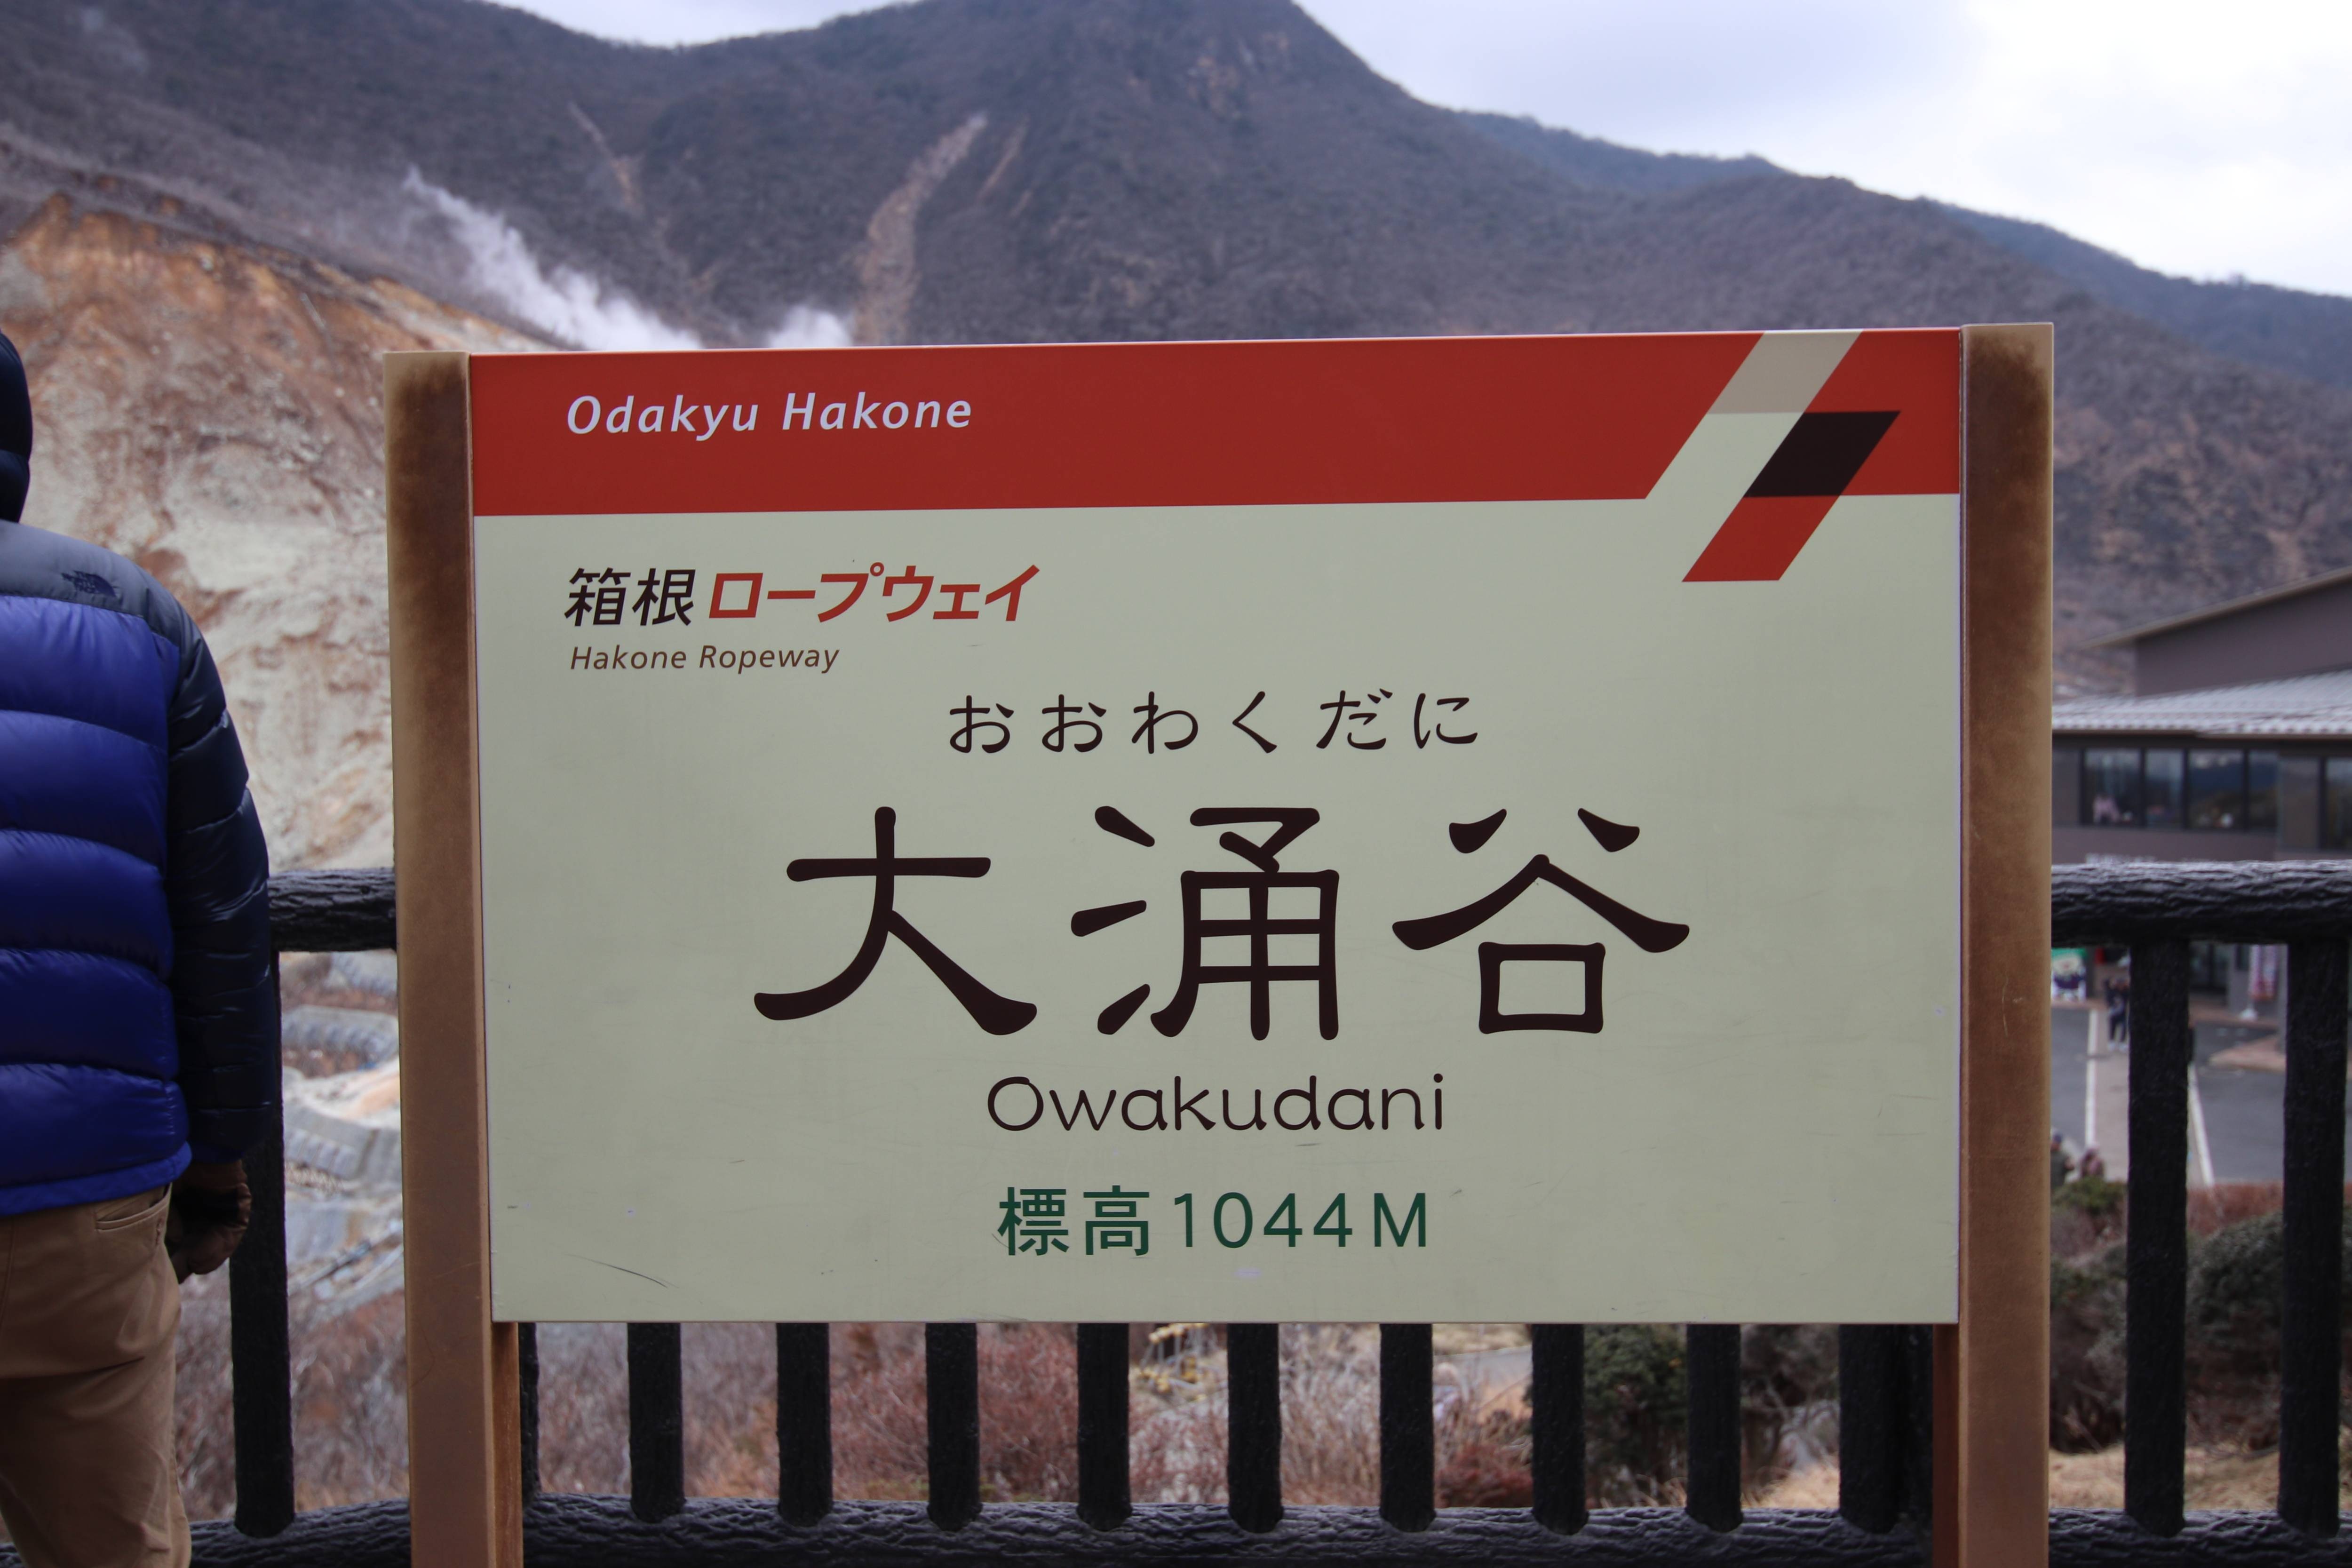 Odakyu Hakone
箱根ロープウェイ
Hakone Ropeway
おおわくだに
大涌谷
Owakudani
標高1044M